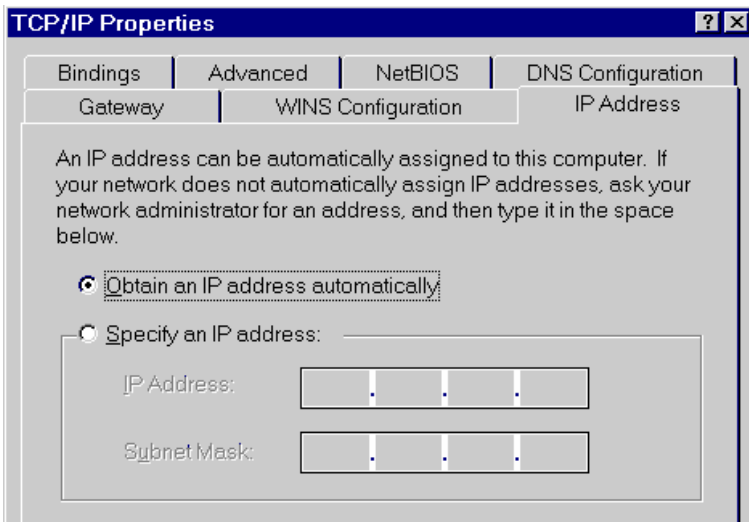 TCP/IP Properties
? ×
Bindings Advanced NetBIOS DNS Configuration
Gateway WINS Configuration IP Address
An IP address can be automatically assigned to this computer. If
your network does not automatically assign IP addresses, ask your
network administrator for an address, and then type it in the space
below.
Obtain an IP address automatically
Specify an IP address:
IP Address: . . .
Subnet Mask: . . .